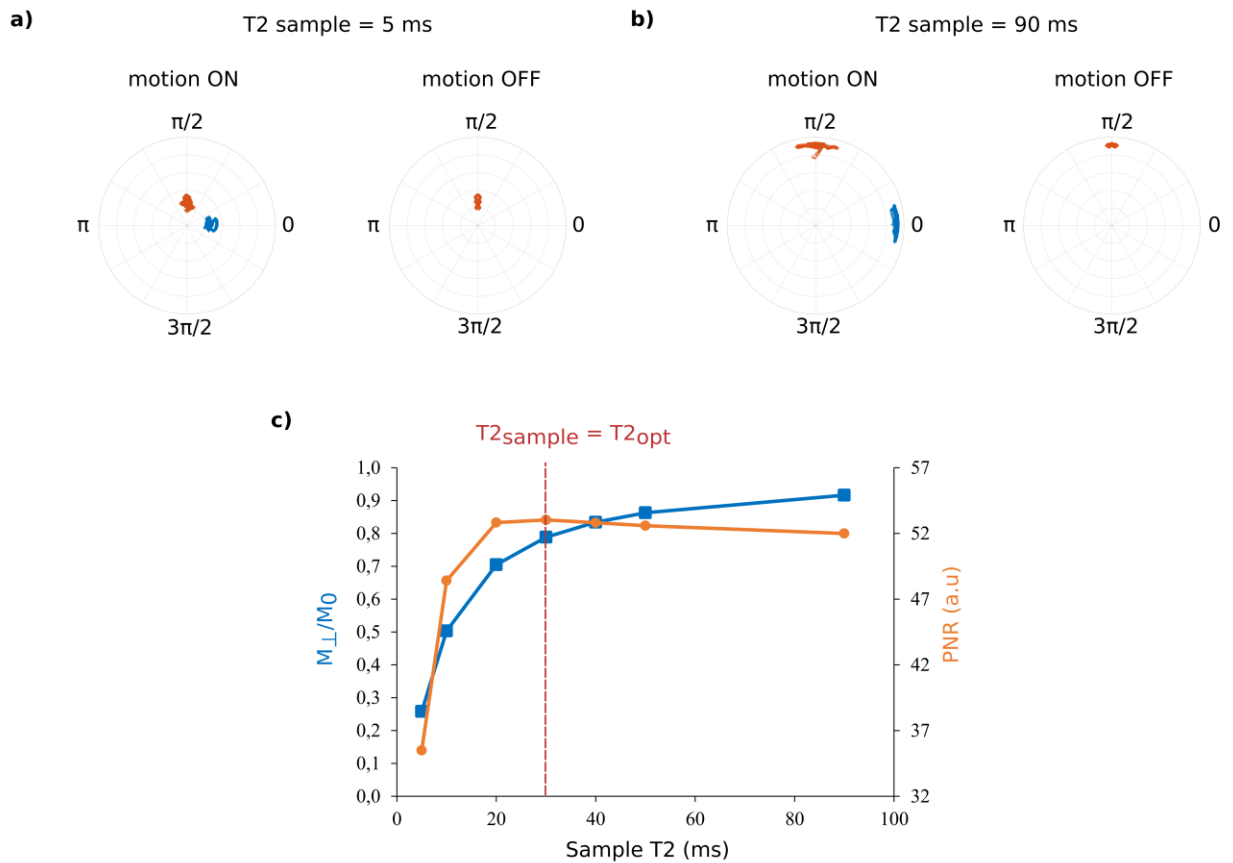 a) T2 sample = 5 ms
b) T2 sample = 90 ms
motion ON
motion OFF
motion ON
motion OFF
π/2
π/2
π/2
π/2
π
0
π
0
π
0
π
0
3π/2
3π/2
3π/2
3π/2
c)
T2sample = T2opt
1,0
0,9
0,8
0,7
0,6
0,5
0,4
0,3
0,2
0,1
0,0
M⊥/M0
57
52
47
42
37
32
PNR (a.u)
0
20
40
60
80
100
Sample T2 (ms)